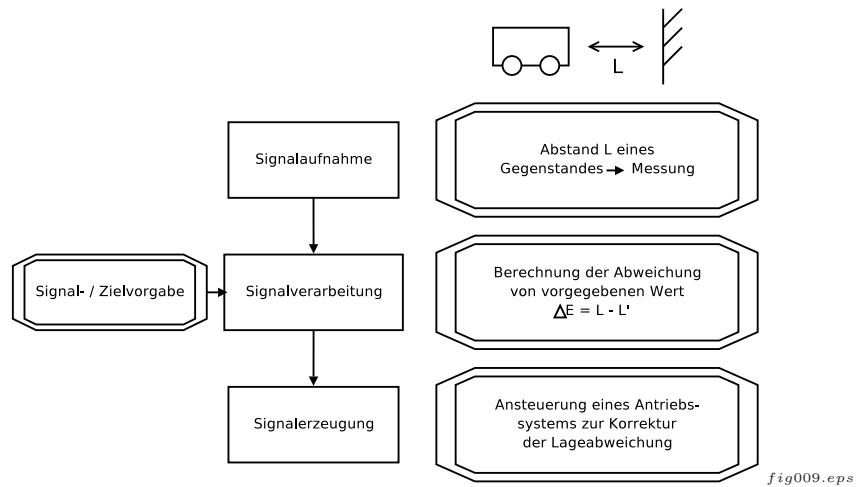 L
Signalaufnahme
Abstand L eines
Gegenstandes → Messung
Signal- / Zielvorgabe
Signalverarbeitung
Berechnung der Abweichung
von vorgegebenen Wert
ΔE = L - L'
Signalerzeugung
Ansteuerung eines Antriebs-
systems zur Korrektur
der Lageabweichung
fig009.eps